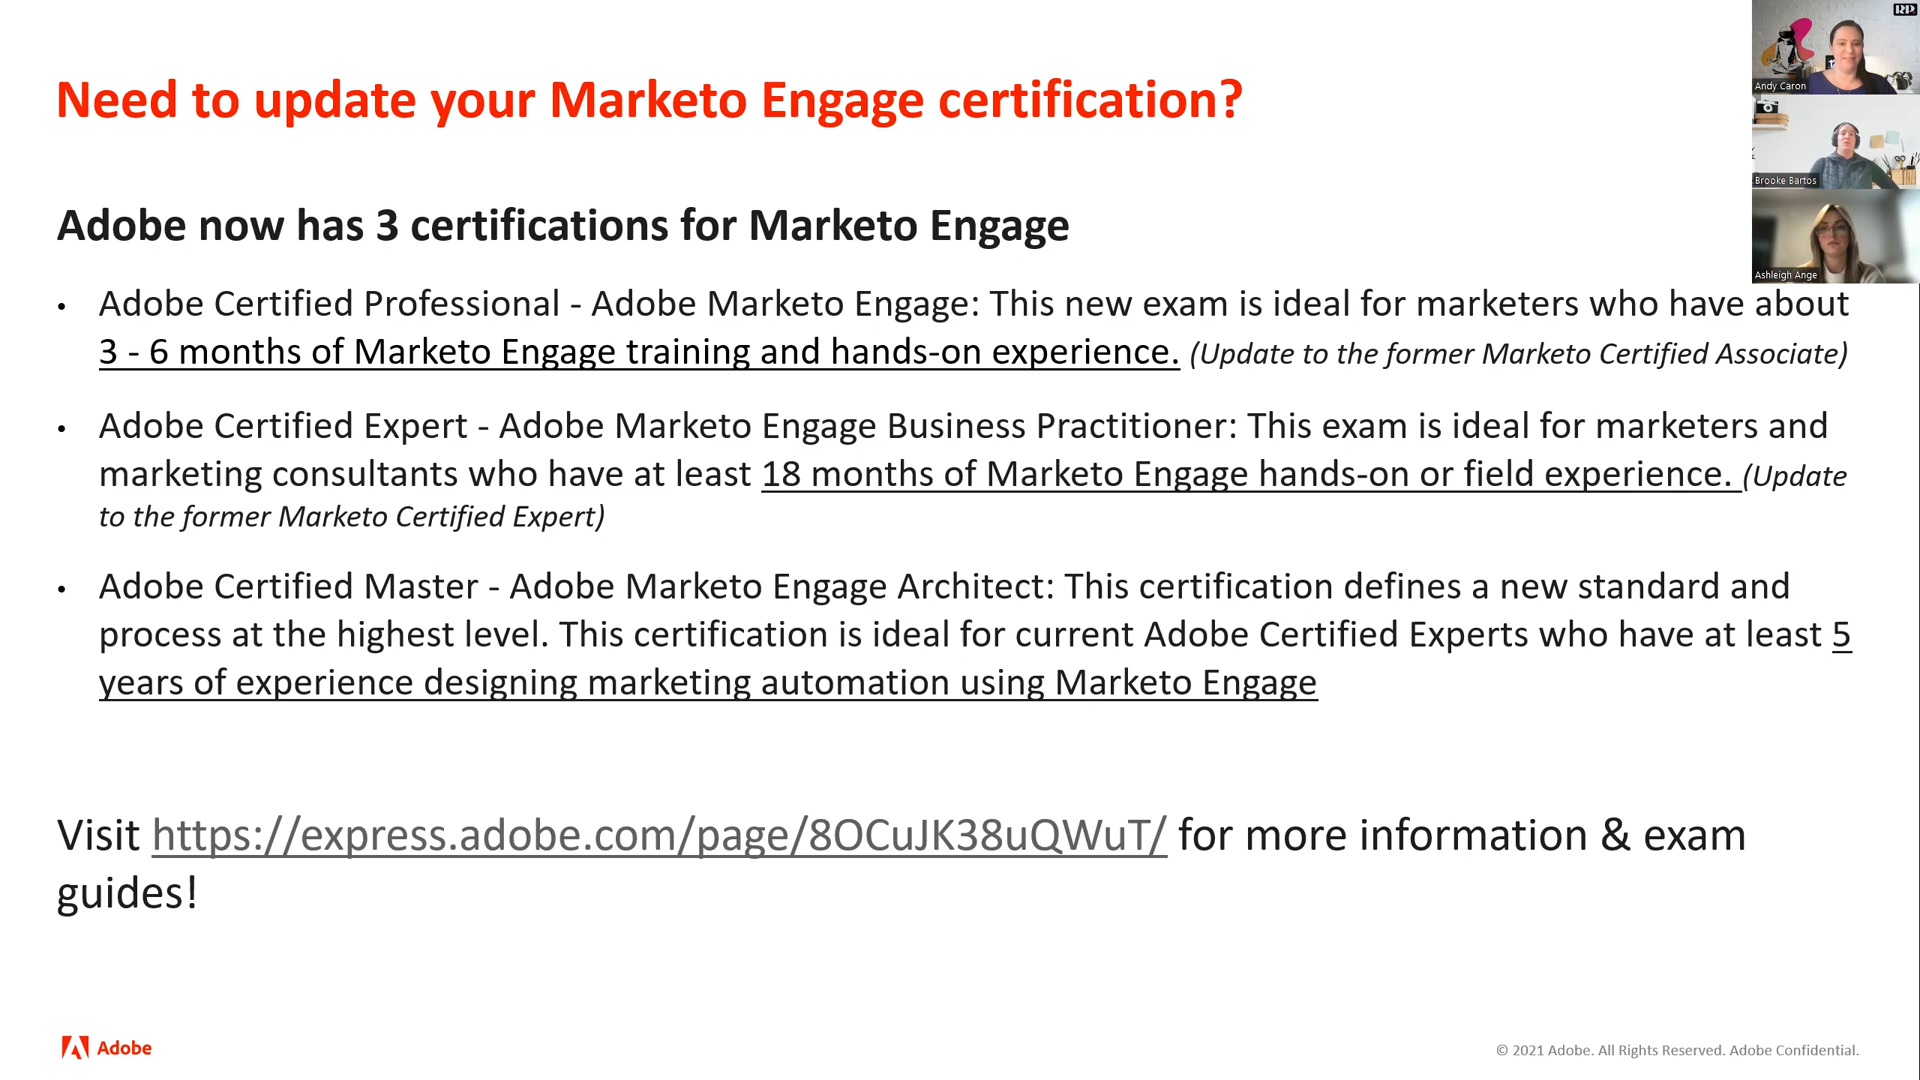 Need to update your Marketo Engage certification?
Adobe now has 3 certifications for Marketo Engage
• Adobe Certified Professional - Adobe Marketo Engage: This new exam is ideal for marketers who have about
3 - 6 months of Marketo Engage training and hands-on experience. (Update to the former Marketo Certified Associate)
• Adobe Certified Expert - Adobe Marketo Engage Business Practitioner: This exam is ideal for marketers and
marketing consultants who have at least 18 months of Marketo Engage hands-on or field experience. (Update
to the former Marketo Certified Expert)
• Adobe Certified Master - Adobe Marketo Engage Architect: This certification defines a new standard and
process at the highest level. This certification is ideal for current Adobe Certified Experts who have at least 5
years of experience designing marketing automation using Marketo Engage
Visit https://express.adobe.com/page/8OCuJK38uQWuT/ for more information & exam
guides!
Adobe
© 2021 Adobe. All Rights Reserved. Adobe Confidential.
RP
Andy Caron
Brooke Bartos
Ashleigh Ange